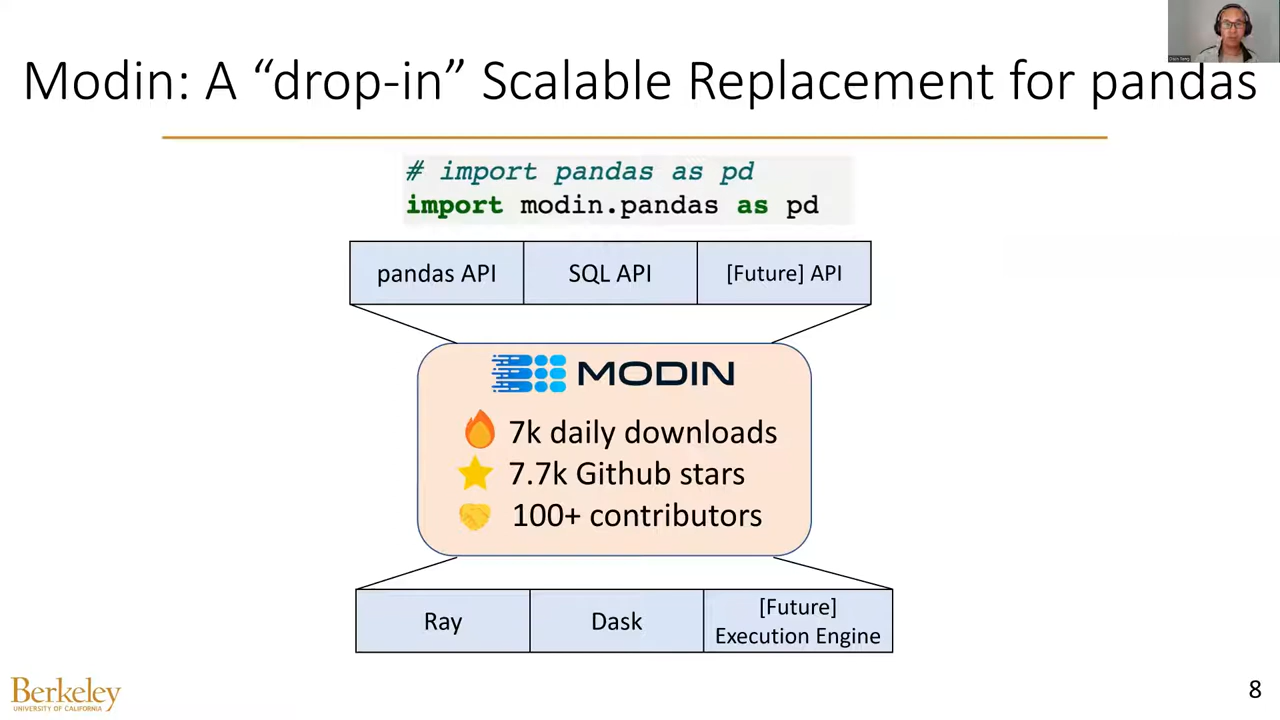 Modin: A “drop-in” Scalable Replacement for pandas
# import pandas as pd
import modin.pandas as pd
pandas API
SQL API
[Future] API
MODIN
7k daily downloads
7.7k Github stars
100+ contributors
Ray
Dask
[Future]
Execution Engine
Berkeley
UNIVERSITY OF CALIFORNIA
8